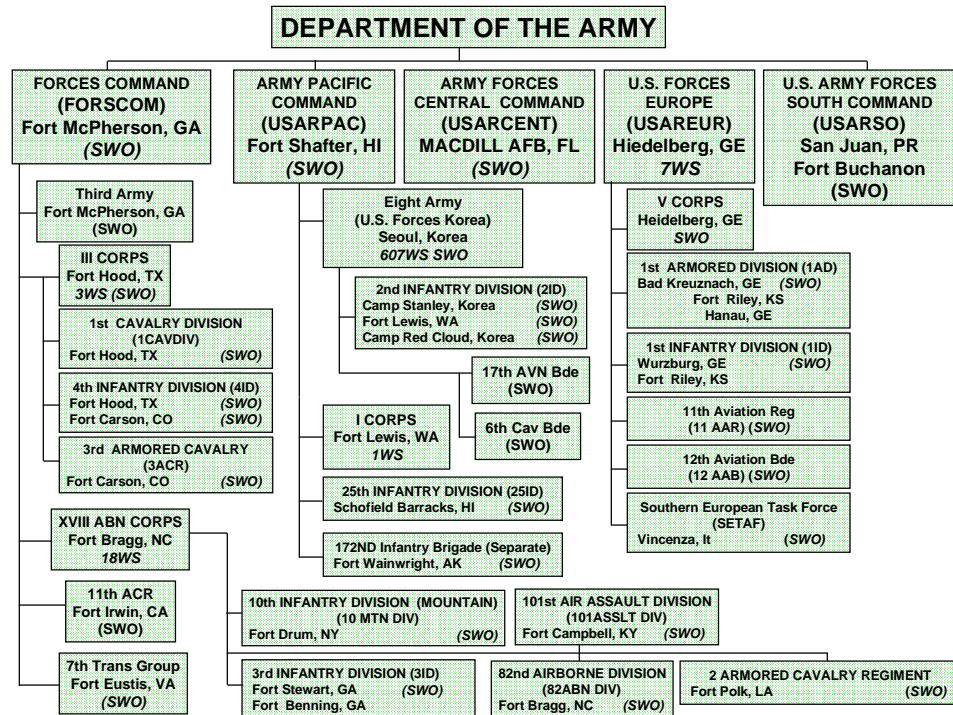 DEPARTMENT OF THE ARMY
FORCES COMMAND
(FORSCOM)
Fort McPherson, GA
(SWO)
ARMY PACIFIC
COMMAND
(USARPAC)
Fort Shafter, HI
(SWO)
ARMY FORCES
CENTRAL COMMAND
(USARCENT)
MACDILL AFB, FL
(SWO)
U.S. FORCES
EUROPE
(USAREUR)
Hiedelberg, GE
7WS
U.S. ARMY FORCES
SOUTH COMMAND
(USARSO)
San Juan, PR
Fort Buchanon
(SWO)
Third Army
Fort McPherson, GA
(SWO)
III CORPS
Fort Hood, TX
3WS (SWO)
1st CAVALRY DIVISION
(1CAVDIV)
Fort Hood, TX (SWO)
4th INFANTRY DIVISION (4ID)
Fort Hood, TX (SWO)
Fort Carson, CO (SWO)
3rd ARMORED CAVALRY
(3ACR)
Fort Carson, CO (SWO)
XVIII ABN CORPS
Fort Bragg, NC
18WS
11th ACR
Fort Irwin, CA
(SWO)
7th Trans Group
Fort Eustis, VA
(SWO)
Eight Army
(U.S. Forces Korea)
Seoul, Korea
607WS SWO
2nd INFANTRY DIVISION (2ID)
Camp Stanley, Korea (SWO)
Fort Lewis, WA (SWO)
Camp Red Cloud, Korea (SWO)
17th AVN Bde
(SWO)
6th Cav Bde
(SWO)
I CORPS
Fort Lewis, WA
1WS
25th INFANTRY DIVISION (25ID)
Schofield Barracks, HI (SWO)
172ND Infantry Brigade (Separate)
Fort Wainwright, AK (SWO)
V CORPS
Heidelberg, GE
SWO
1st ARMORED DIVISION (1AD)
Bad Kreuznach, GE (SWO)
Fort Riley, KS
Hanau, GE
1st INFANTRY DIVISION (1ID)
Wurzburg, GE (SWO)
Fort Riley, KS
11th Aviation Reg
(11 AAR) (SWO)
12th Aviation Bde
(12 AAB) (SWO)
Southern European Task Force
(SETAF)
Vincenza, It (SWO)
10th INFANTRY DIVISION (MOUNTAIN)
(10 MTN DIV)
Fort Drum, NY (SWO)
101st AIR ASSAULT DIVISION
(101ASSLT DIV)
Fort Campbell, KY (SWO)
3rd INFANTRY DIVISION (3ID)
Fort Stewart, GA (SWO)
Fort Benning, GA
82nd AIRBORNE DIVISION
(82ABN DIV)
Fort Bragg, NC (SWO)
2 ARMORED CAVALRY REGIMENT
Fort Polk, LA (SWO)